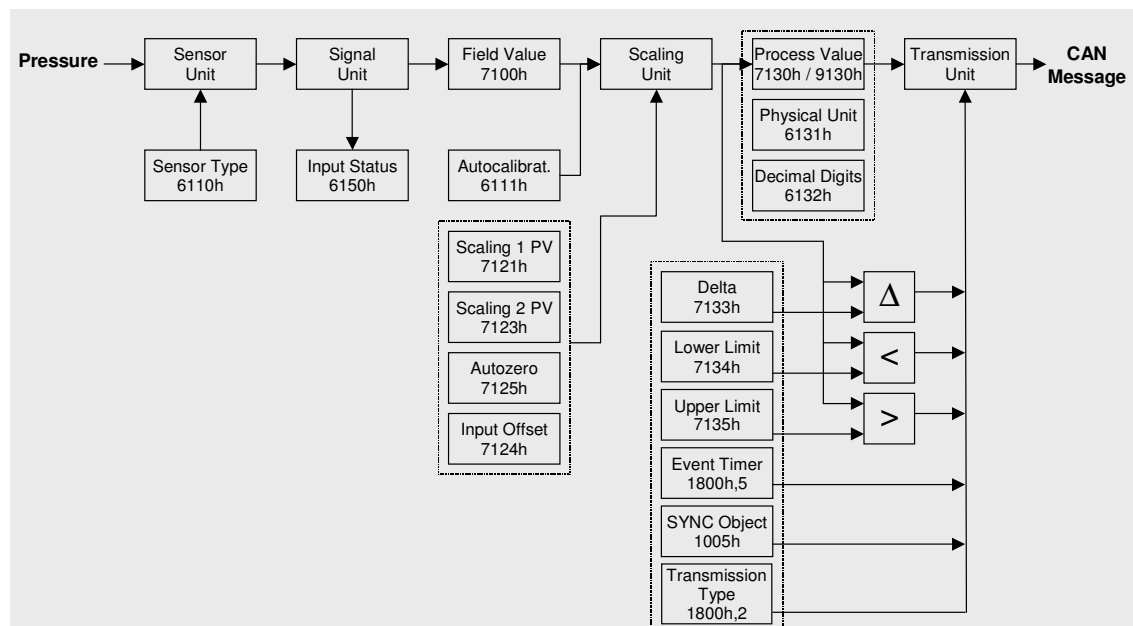 Pressure
Sensor
Unit
Signal
Unit
Field Value
7100h
Scaling
Unit
Process Value
7130h / 9130h
Transmission
Unit
CAN
Message
Physical Unit
6131h
Sensor Type
6110h
Input Status
6150h
Autocalibrat.
6111h
Decimal Digits
6132h
Scaling 1 PV
7121h
Scaling 2 PV
7123h
Autozero
7125h
Input Offset
7124h
Delta
7133h
Δ
Lower Limit
7134h
<
Upper Limit
7135h
>
Event Timer
1800h,5
SYNC Object
1005h
Transmission
Type
1800h,2